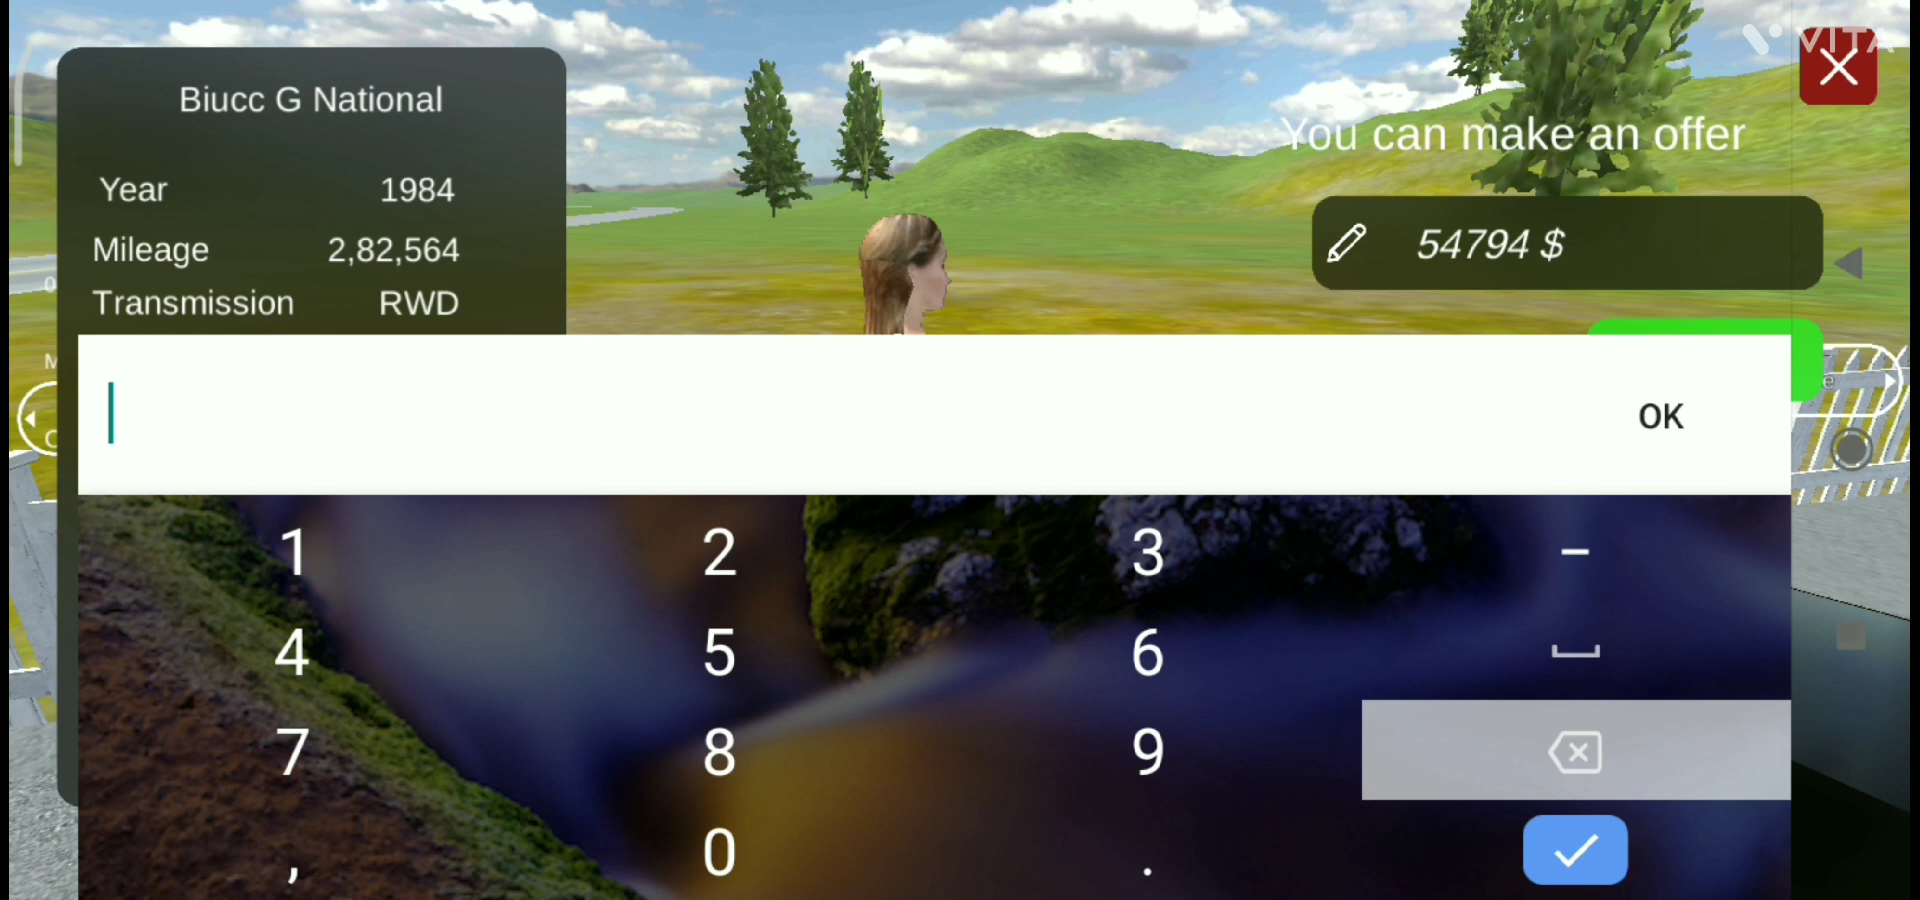 VITA
Biucc G National
You can make an offer
Year 1984
54794 $
Mileage 2,82,564
Transmission RWD
OK
1 2 3 -
4 5 6
7 8 9
, 0 .